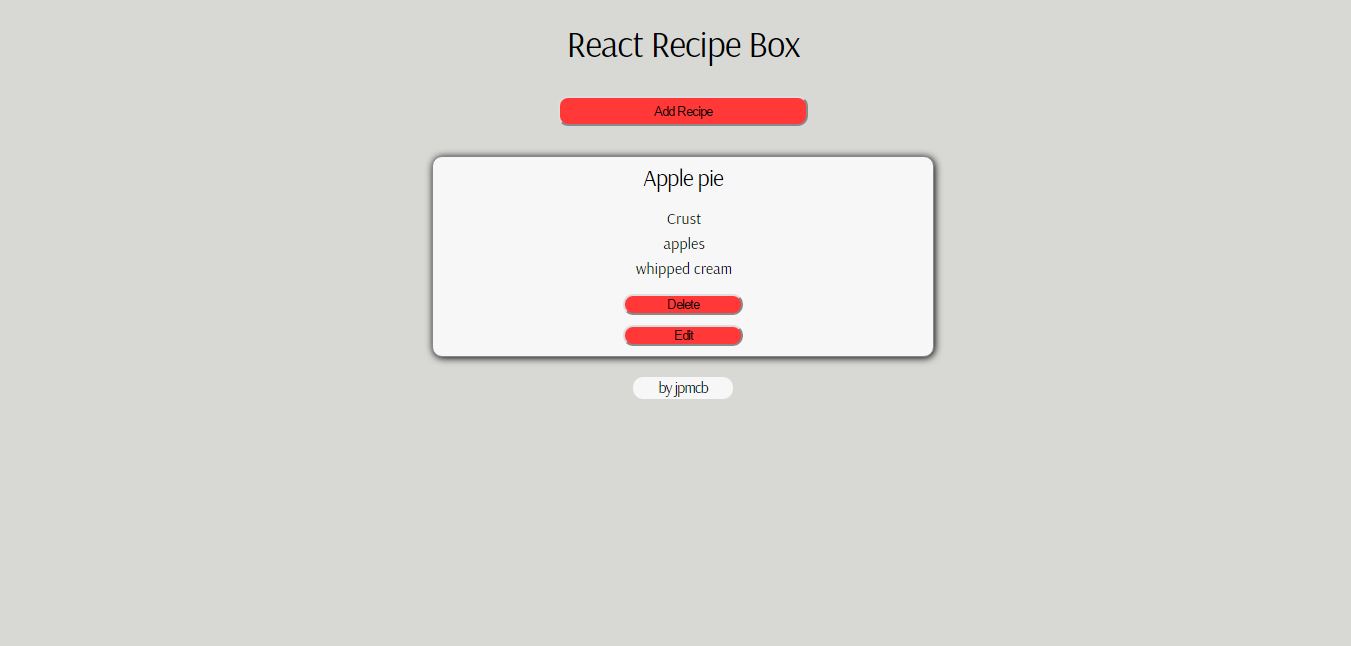 React Recipe Box
Add Recipe
Apple pie
Crust
apples
whipped cream
Delete
Edit
by jpmcb